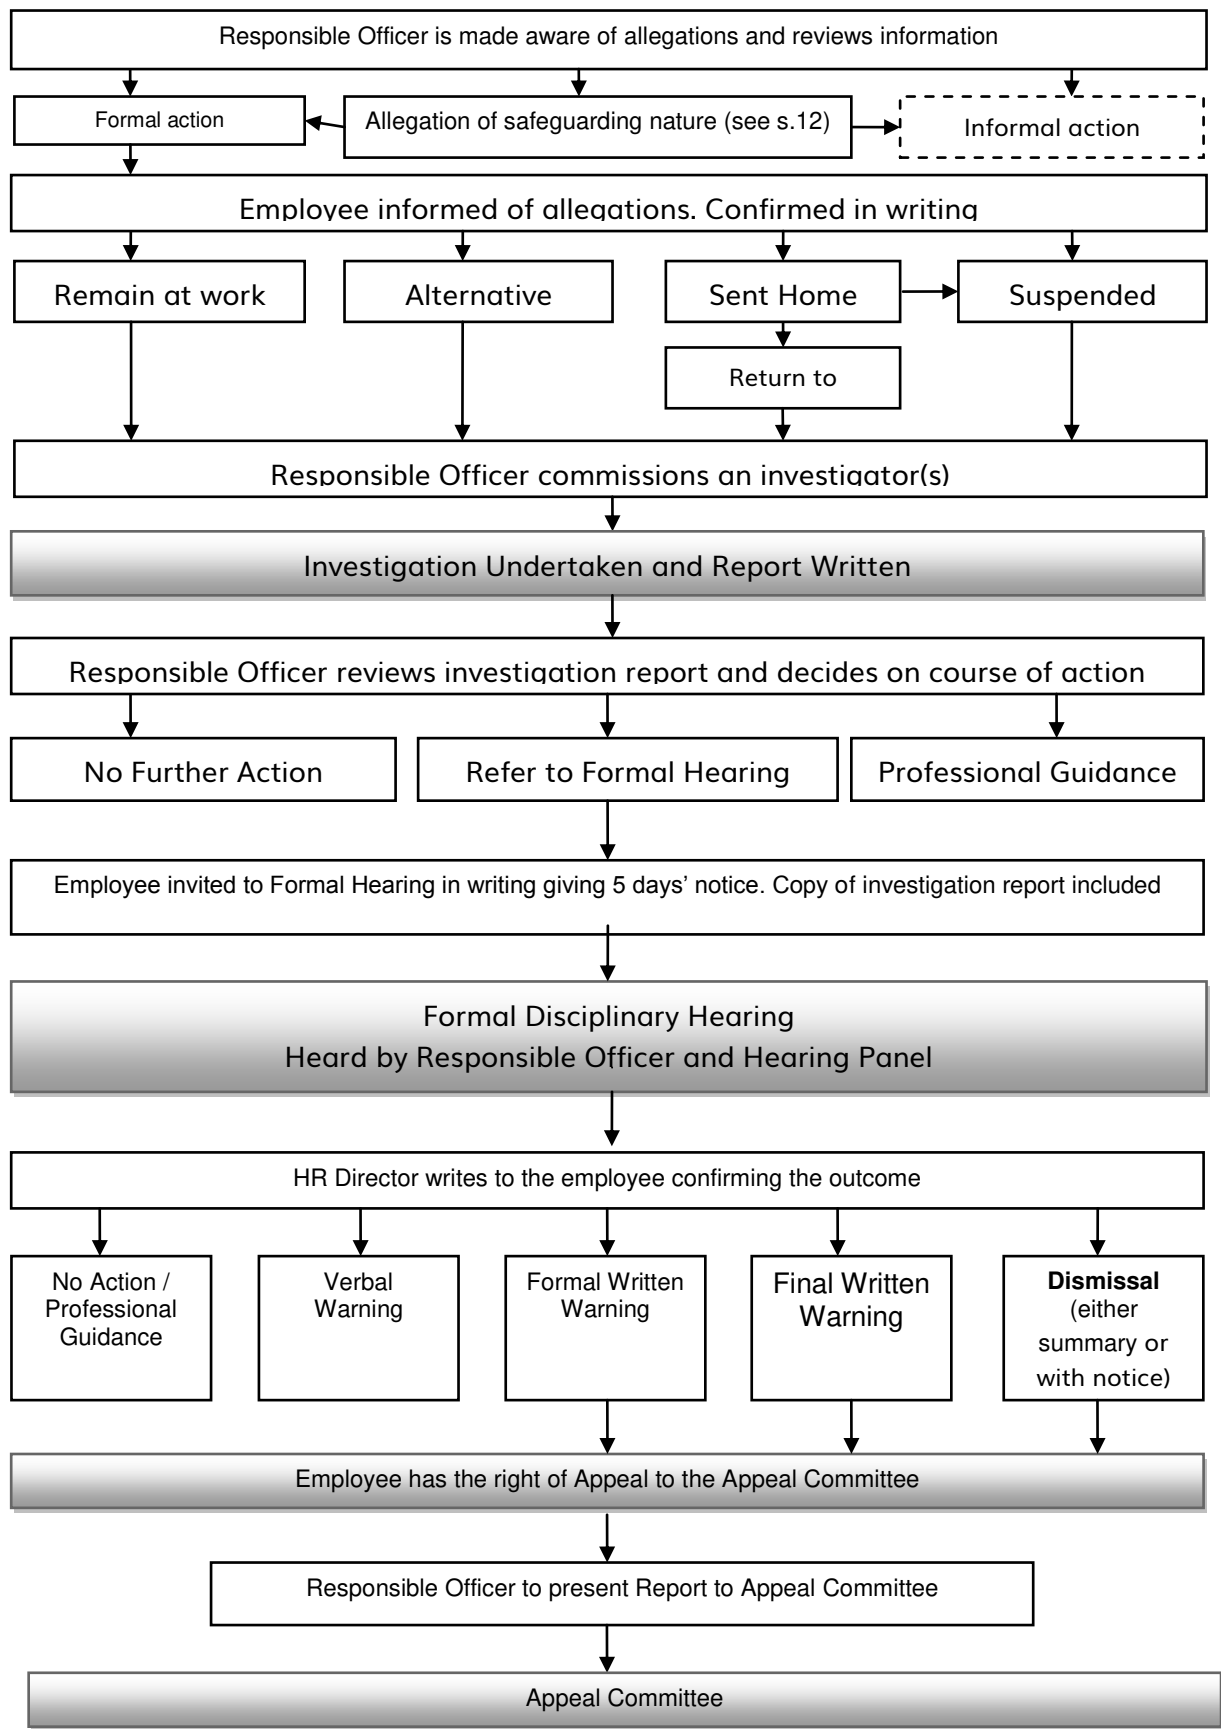 Responsible Officer is made aware of allegations and reviews information
Formal action
Allegation of safeguarding nature (see s.12)
Informal action
Employee informed of allegations. Confirmed in writing
Remain at work
Alternative
Sent Home
Suspended
Return to
Responsible Officer commissions an investigator(s)
Investigation Undertaken and Report Written
Responsible Officer reviews investigation report and decides on course of action
No Further Action
Refer to Formal Hearing
Professional Guidance
Employee invited to Formal Hearing in writing giving 5 days’ notice. Copy of investigation report included
Formal Disciplinary Hearing
Heard by Responsible Officer and Hearing Panel
HR Director writes to the employee confirming the outcome
No Action /
Professional
Guidance
Verbal
Warning
Formal Written
Warning
Final Written
Warning
Dismissal
(either
summary or
with notice)
Employee has the right of Appeal to the Appeal Committee
Responsible Officer to present Report to Appeal Committee
Appeal Committee